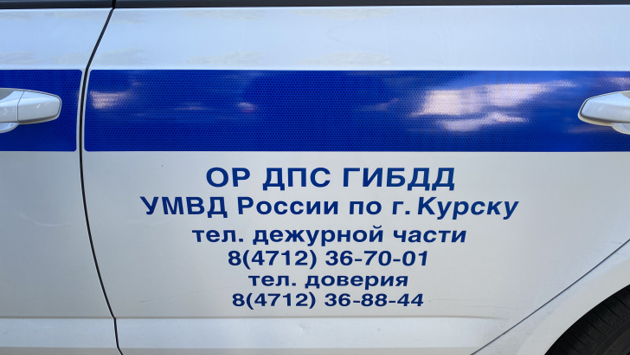 ОР ДПС ГИБДД
УМВД России по г. Курску
тел. дежурной части
8(4712) 36-70-01
тел. доверия
8(4712) 36-88-44